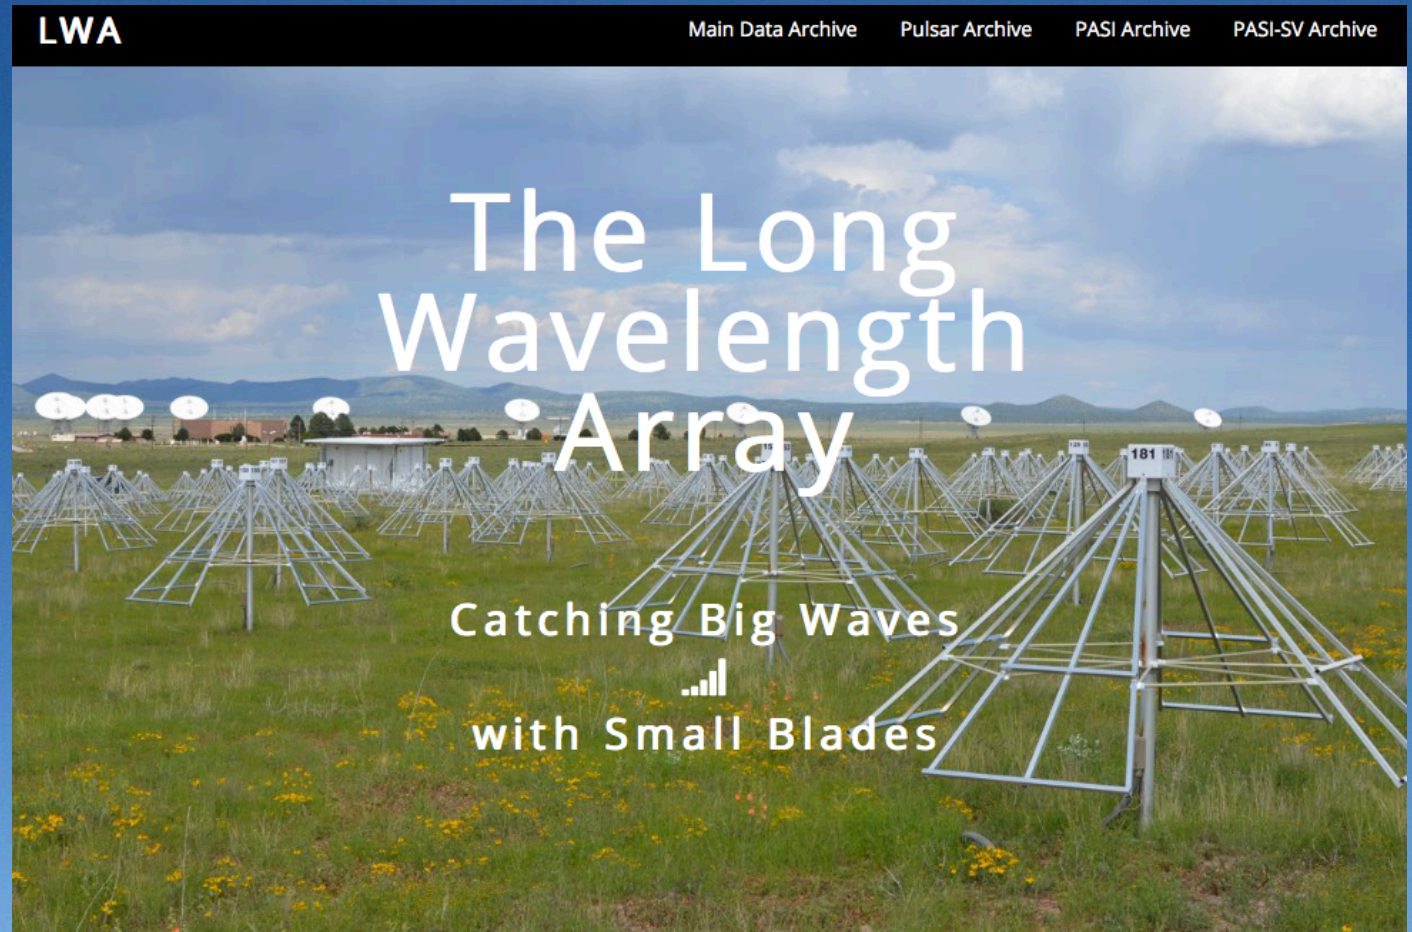 LWA
Main Data Archive Pulsar Archive PASI Archive PASI-SV Archive
The Long
Wavelength
Array
181
Catching Big Waves
with Small Blades